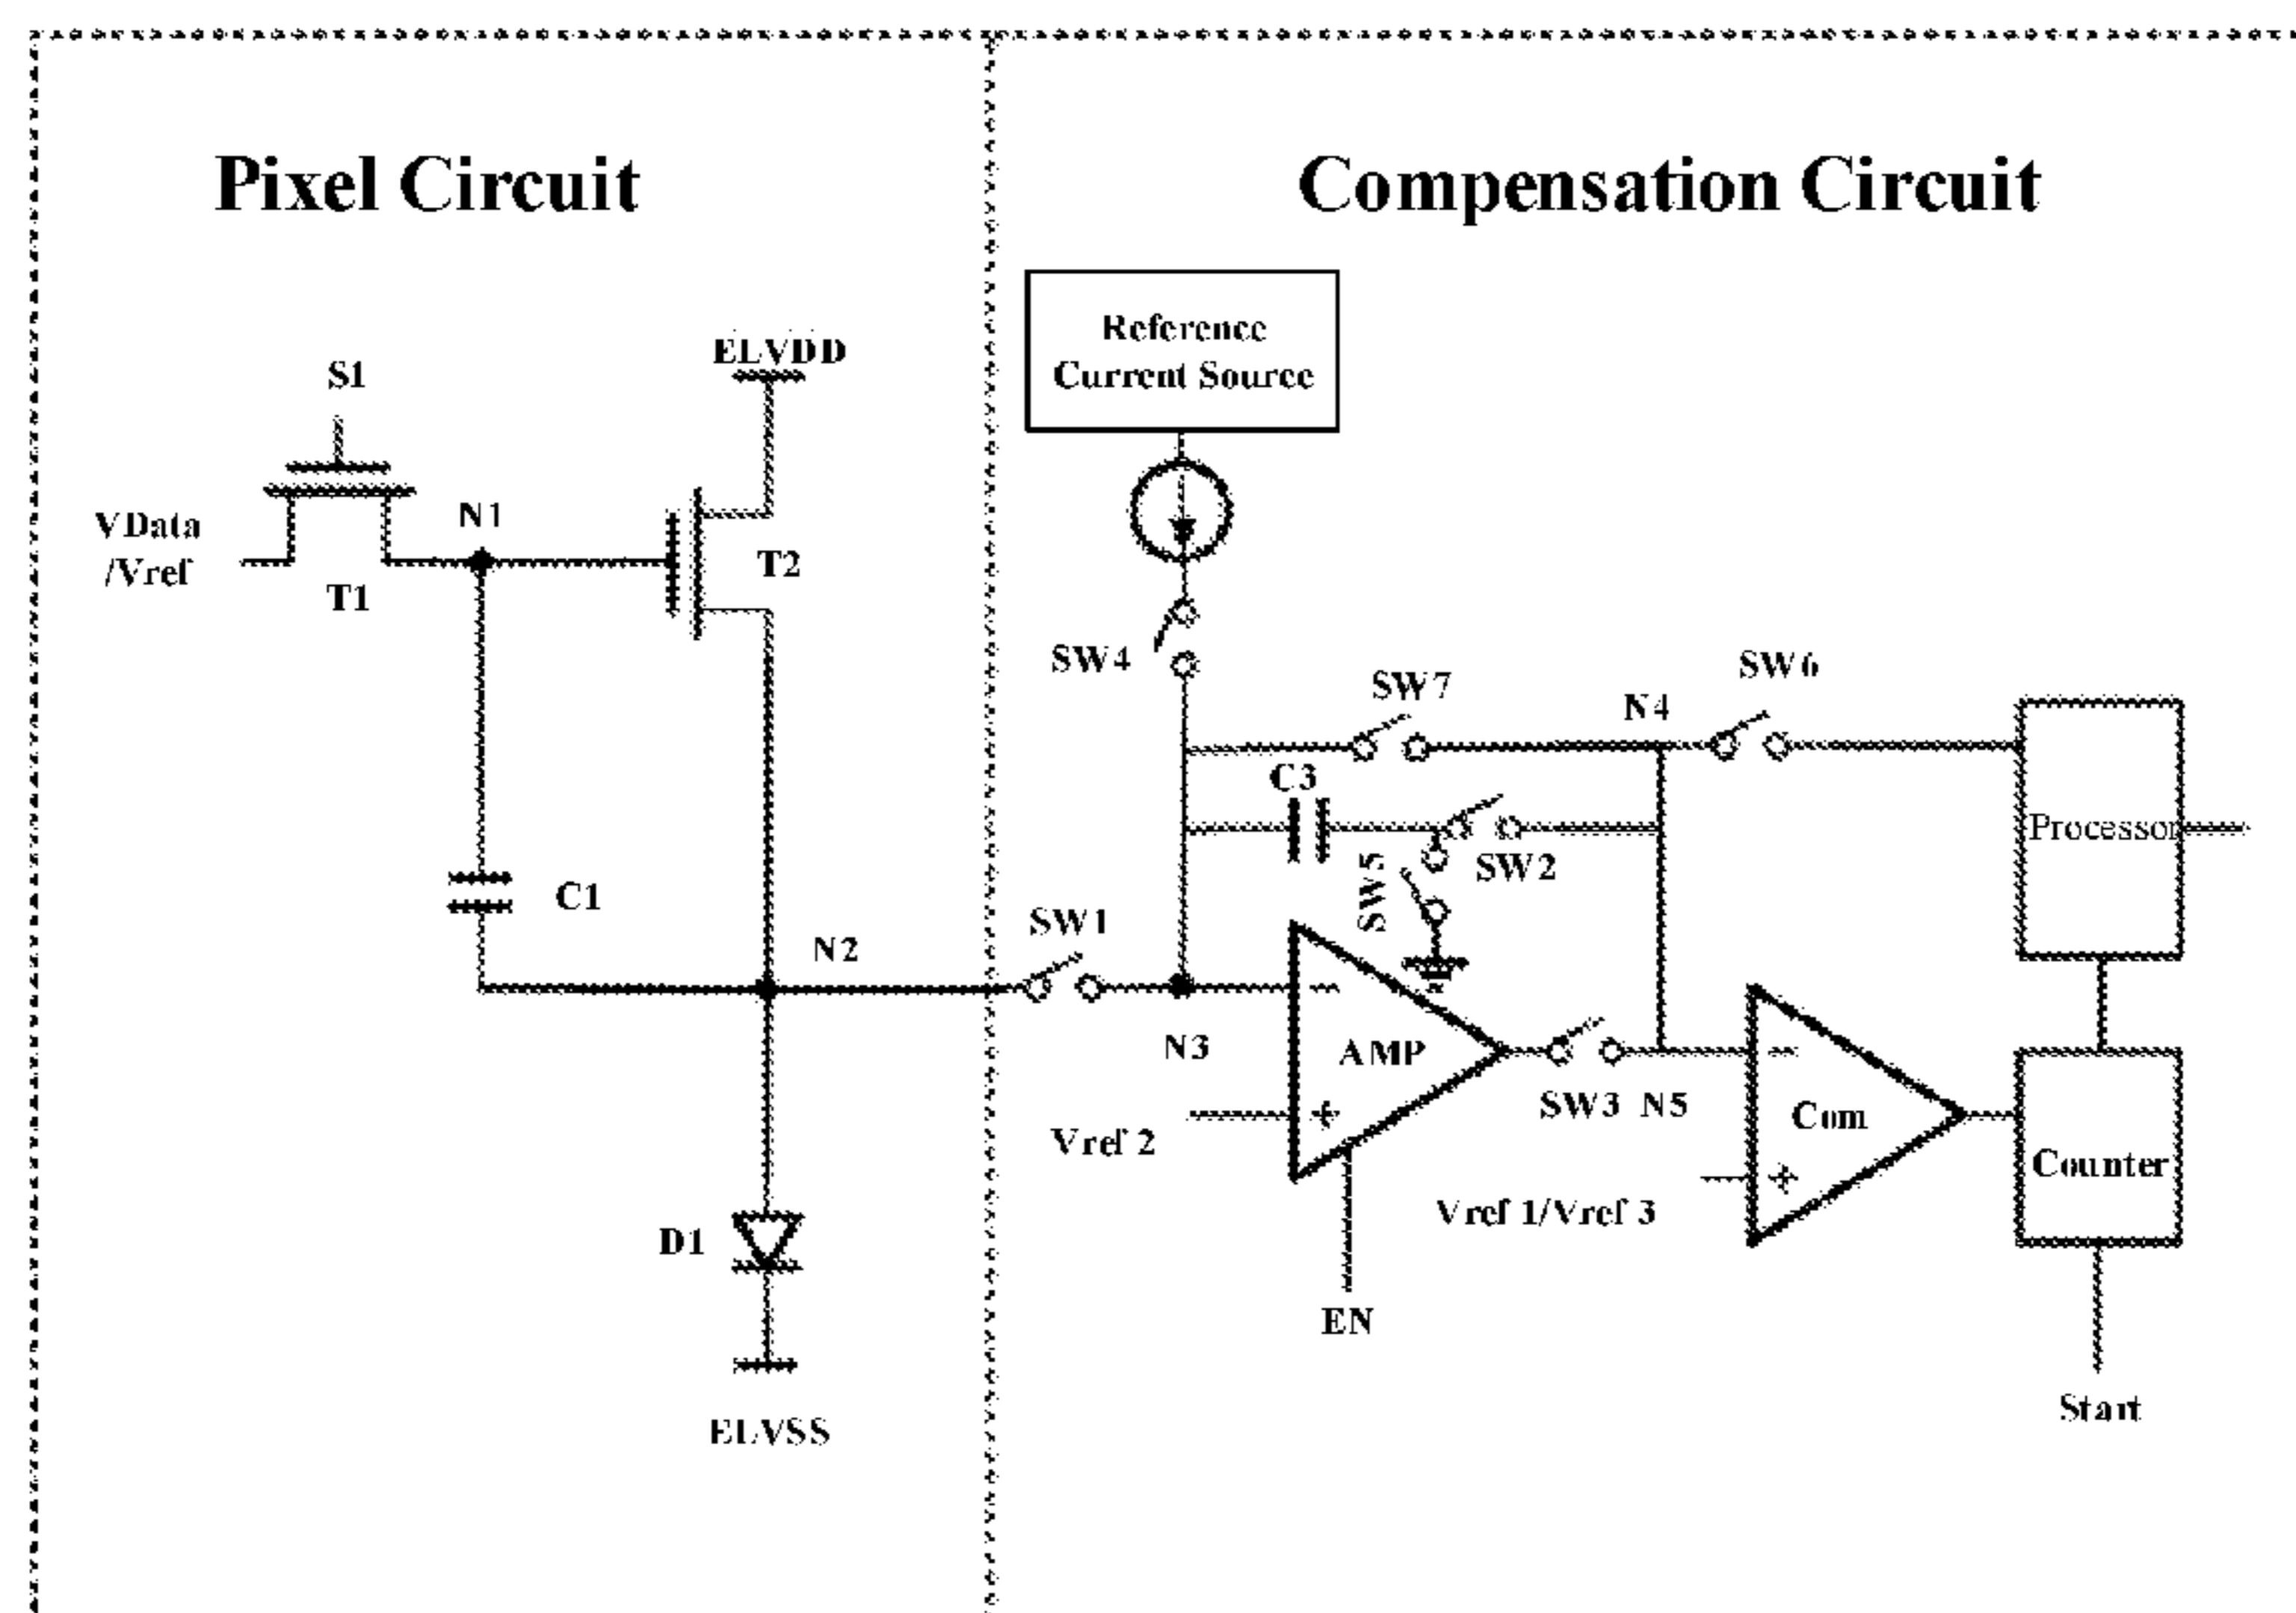 Pixel Circuit
Compensation Circuit
Reference
Current Source
ELVDD
S1
VData
/Vref
N1
T1
T2
SW4
SW7
N4
SW6
C3
Processor
SW5
SW2
C1
N2
SW1
N3
AMP
SW3 N5
Vref 2
Com
Vref 1/Vref 3
Counter
D1
EN
Start
ELVSS